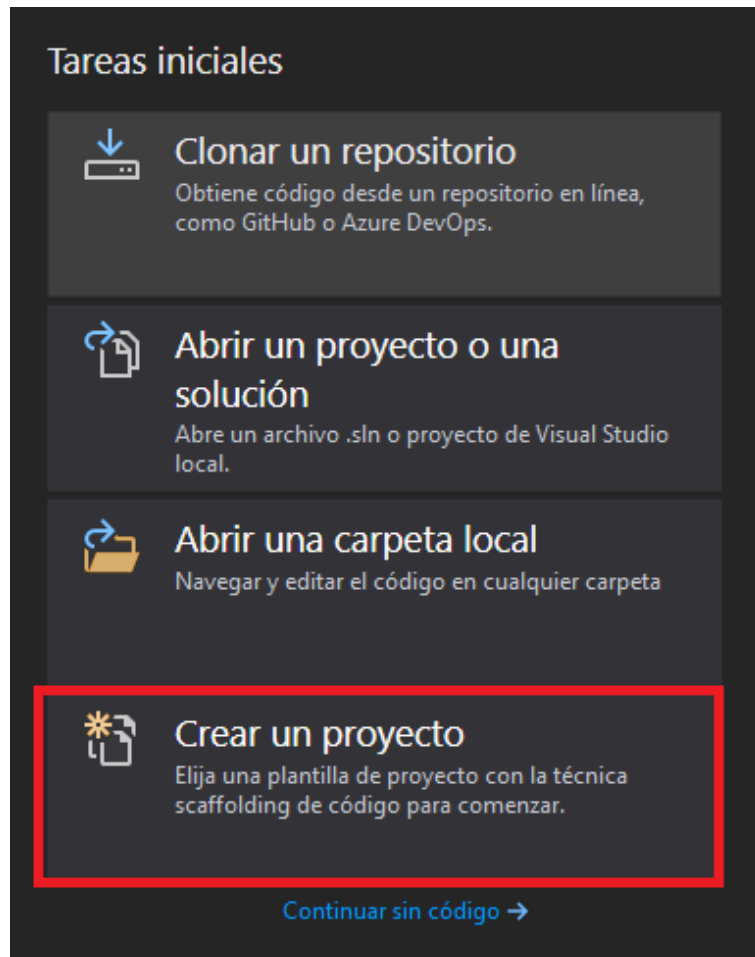 Tareas iniciales
Clonar un repositorio
Obtiene código desde un repositorio en línea,
como GitHub o Azure DevOps.
Abrir un proyecto o una
solución
Abre un archivo .sln o proyecto de Visual Studio
local.
Abrir una carpeta local
Navegar y editar el código en cualquier carpeta
Crear un proyecto
Elija una plantilla de proyecto con la técnica
scaffolding de código para comenzar.
Continuar sin código →